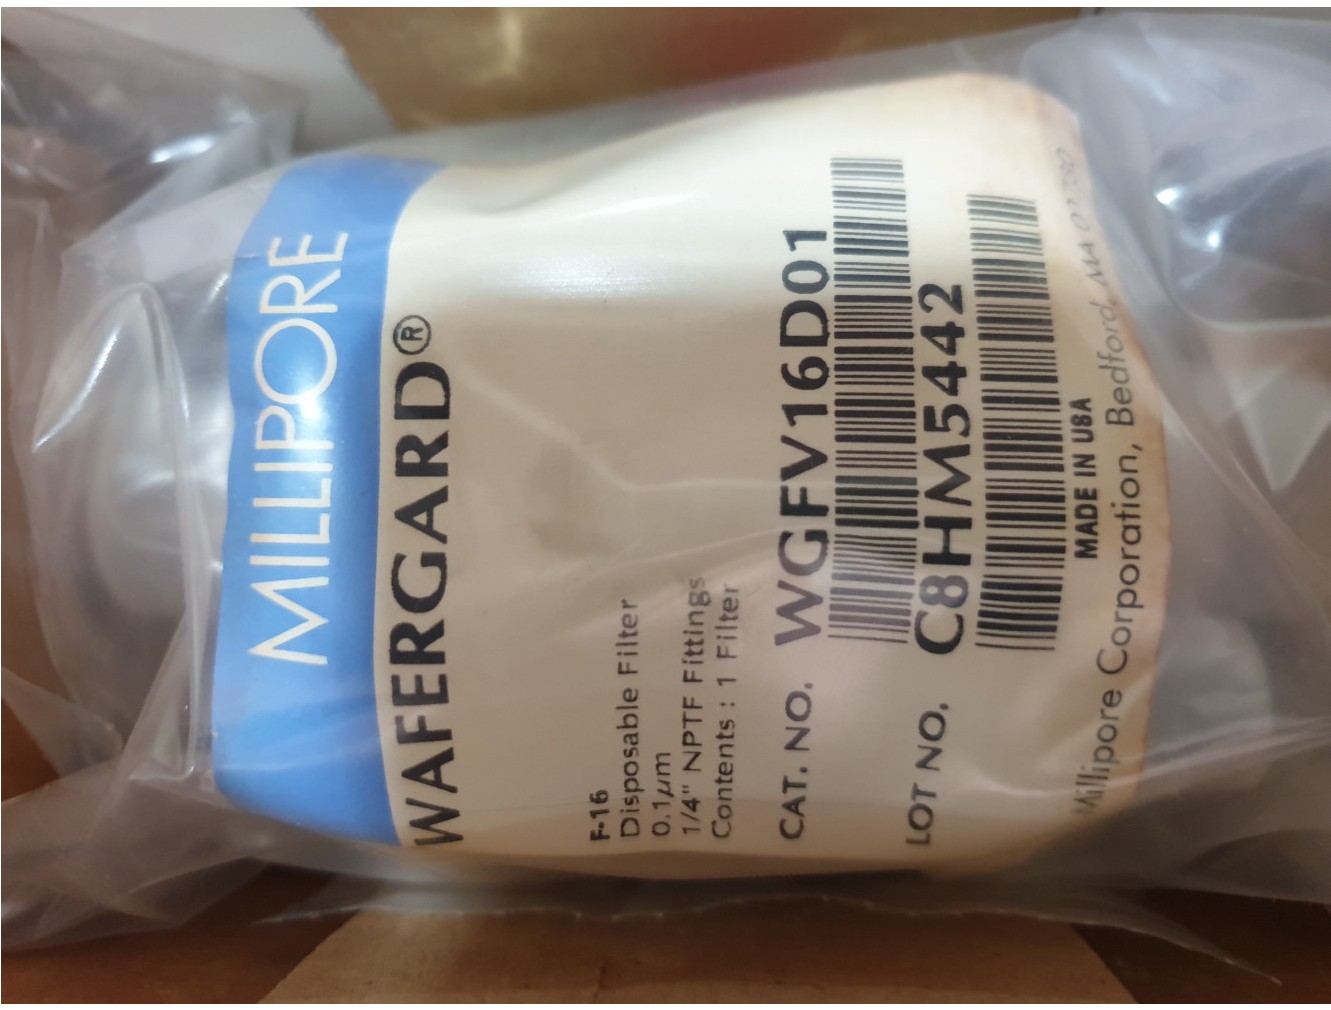 MILLIPORE
WAFERGARD®
F-16
Disposable Filter
0.1µm
1/4" NPTF Fittings
Contents : 1 Filter
CAT. NO. WGFV16D01
LOT NO. C8HM5442
MADE IN USA
Millipore Corporation, Bedford, MA